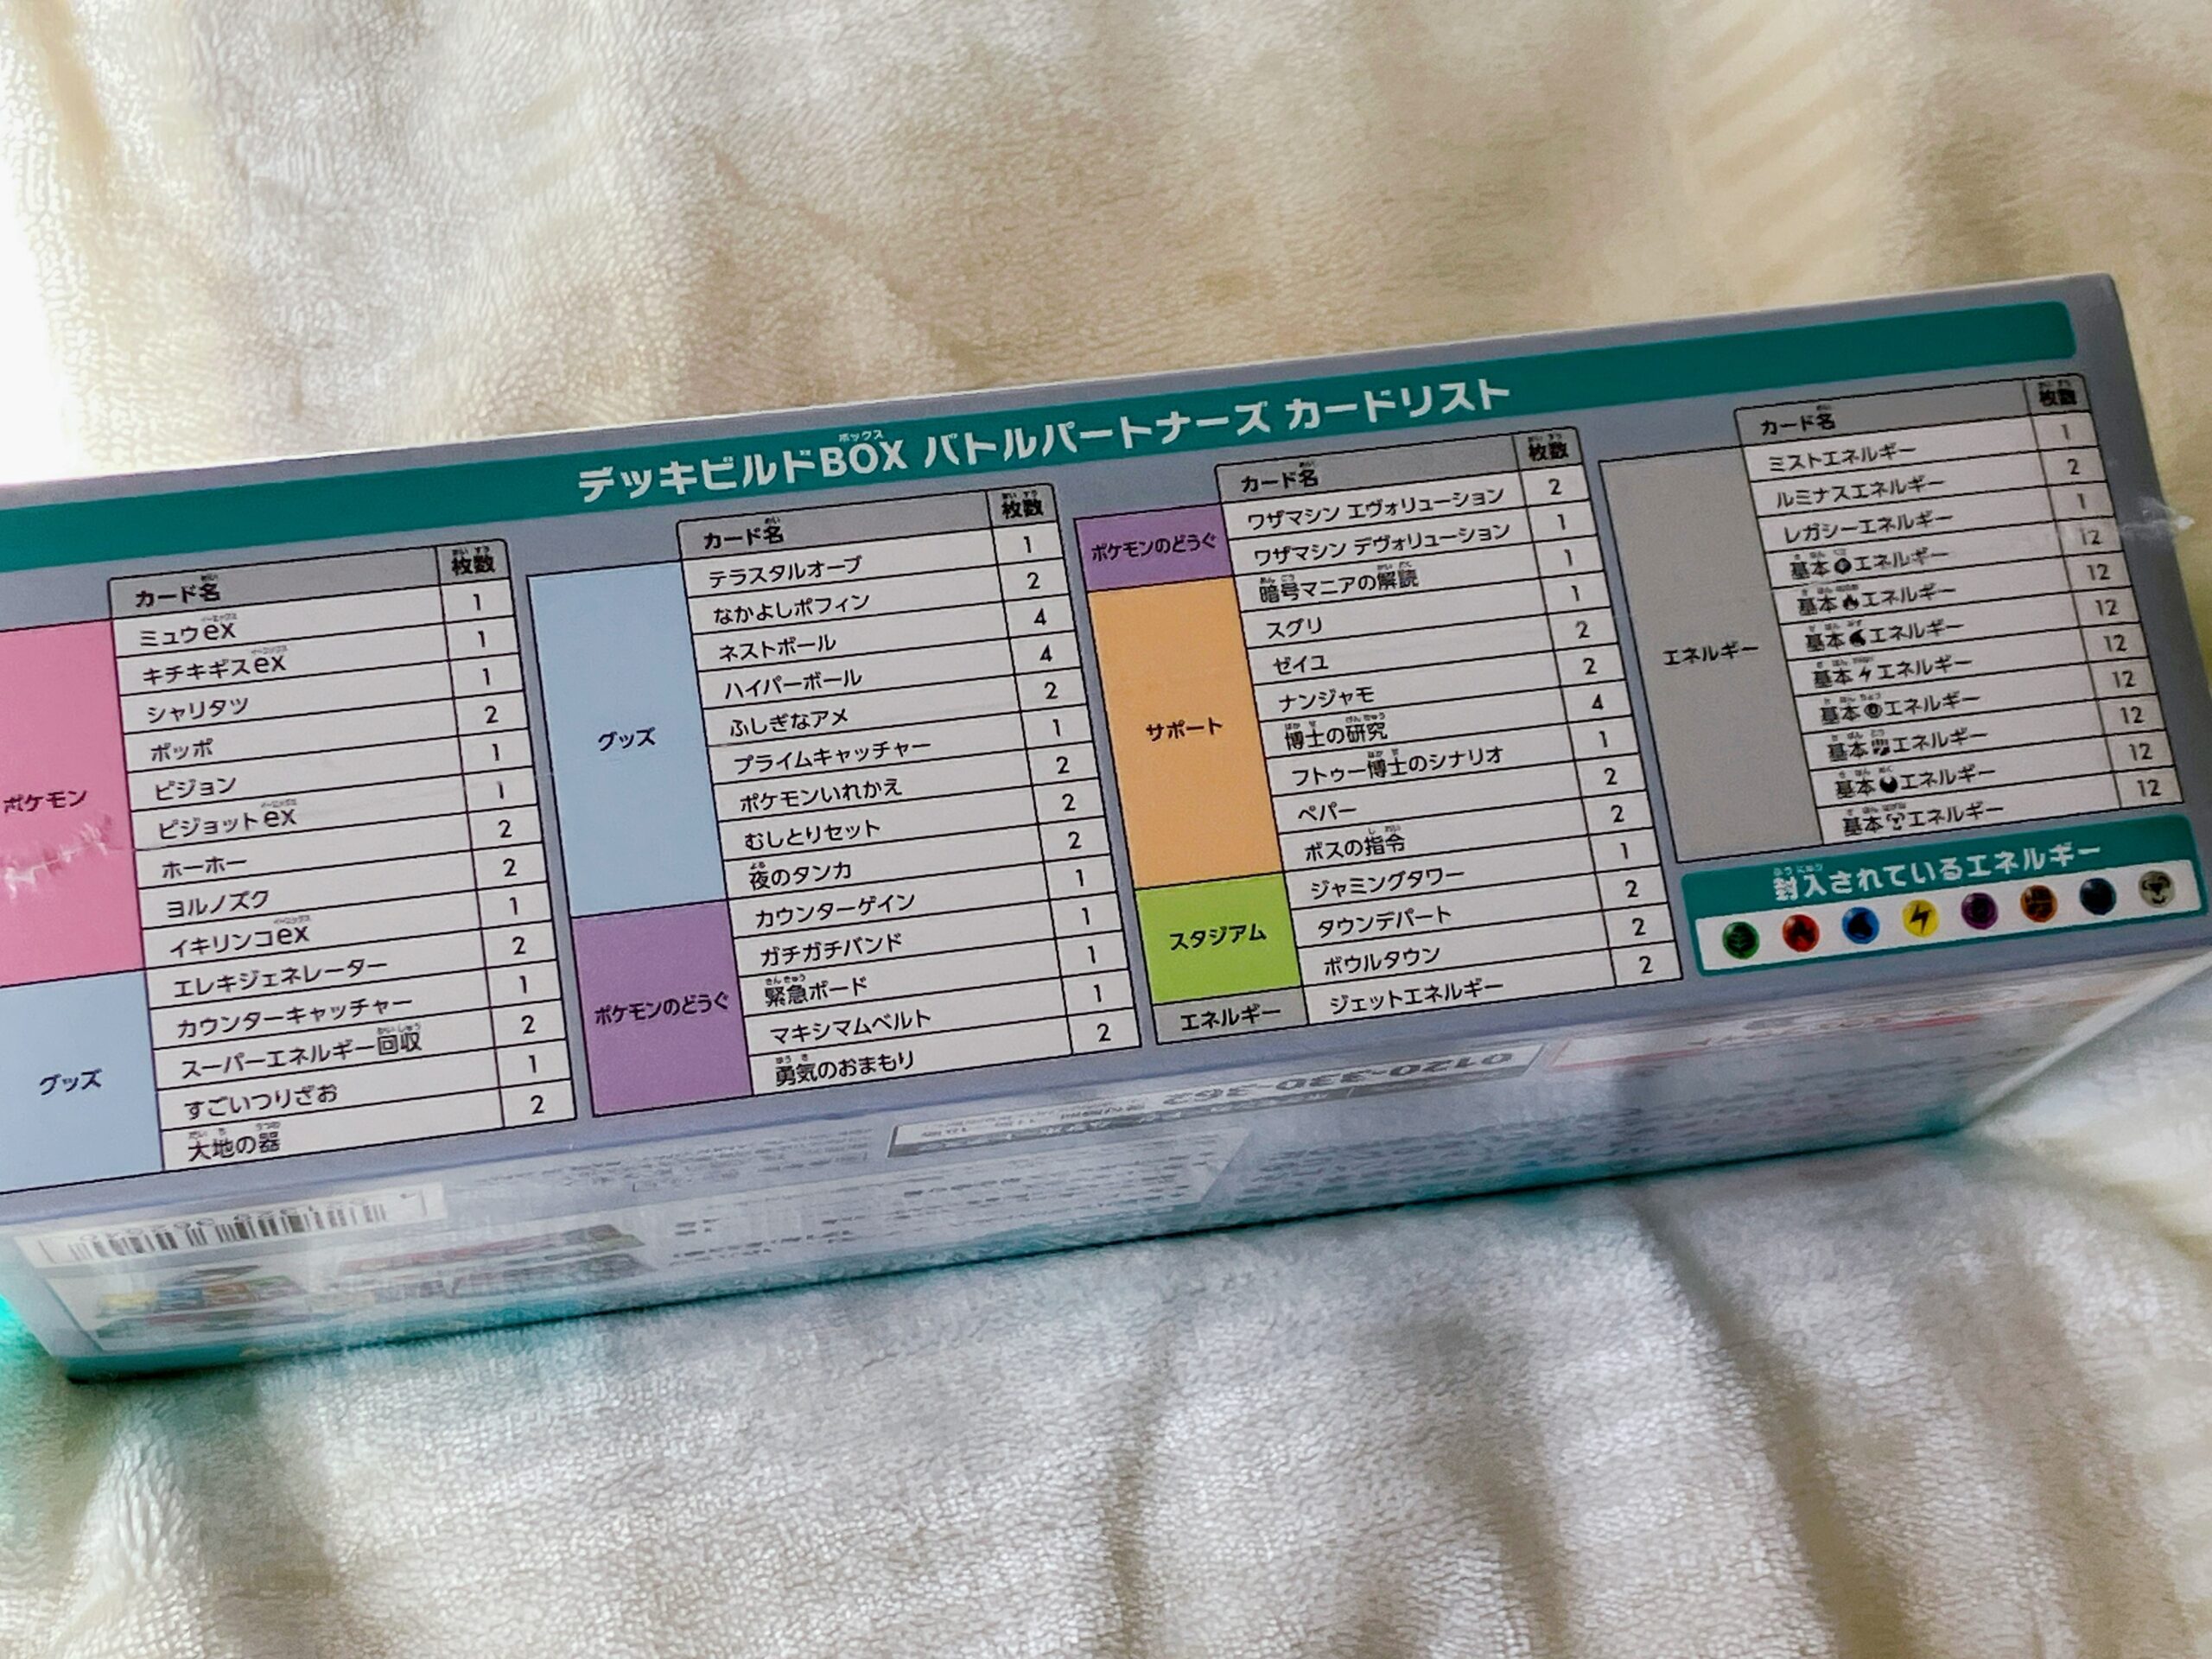 デッキビルドBOX バトルパートナーズ カードリスト
カード名 枚数
ポケモン
ミュウex 1
キチキギスex 1
シャリタツ 1
ポッポ 2
ピジョン 1
ピジョットex 1
ホーホー 2
ヨルノズク 2
イキリンコex 1
グッズ
エレキジェネレーター 2
カウンターキャッチャー 1
スーパーエネルギー回収 2
すごいつりざお 1
大地の器 2
カード名 枚数
グッズ
テラスタルオーブ 1
なかよしポフィン 2
ネストボール 4
ハイパーボール 4
ふしぎなアメ 2
プライムキャッチャー 1
ポケモンいれかえ 2
むしとりセット 2
夜のタンカ 2
ポケモンのどうぐ
カウンターゲイン 1
ガチガチバンド 1
緊急ボード 1
マキシマムベルト 1
勇気のおまもり 2
カード名 枚数
ポケモンのどうぐ
ワザマシン エヴォリューション 2
ワザマシン デヴォリューション 1
サポート
暗号マニアの解読 1
スグリ 1
ゼイユ 2
ナンジャモ 2
博士の研究 4
フトゥー博士のシナリオ 1
ペパー 2
ボスの指令 2
スタジアム
ジャミングタワー 1
タウンデパート 2
ボウルタウン 2
エネルギー
ジェットエネルギー 2
カード名 枚数
エネルギー
ミストエネルギー 1
ルミナスエネルギー 2
レガシーエネルギー 1
基本エネルギー 12
基本エネルギー 12
基本エネルギー 12
基本エネルギー 12
基本エネルギー 12
基本エネルギー 12
基本エネルギー 12
基本エネルギー 12
封入されているエネルギー
0120-330-362